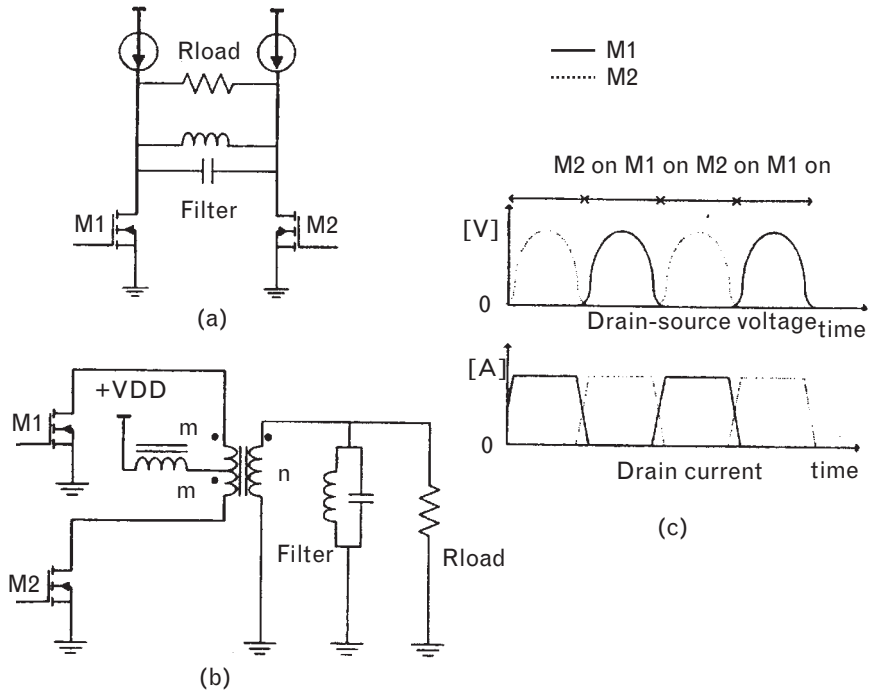 Rload
M1
Filter
M2
(a)
+VDD
M1
m
m
n
M2
Filter
Rload
(b)
M1
M2
M2 on M1 on M2 on M1 on
[V]
0
Drain-source voltage time
[A]
0
Drain current time
(c)